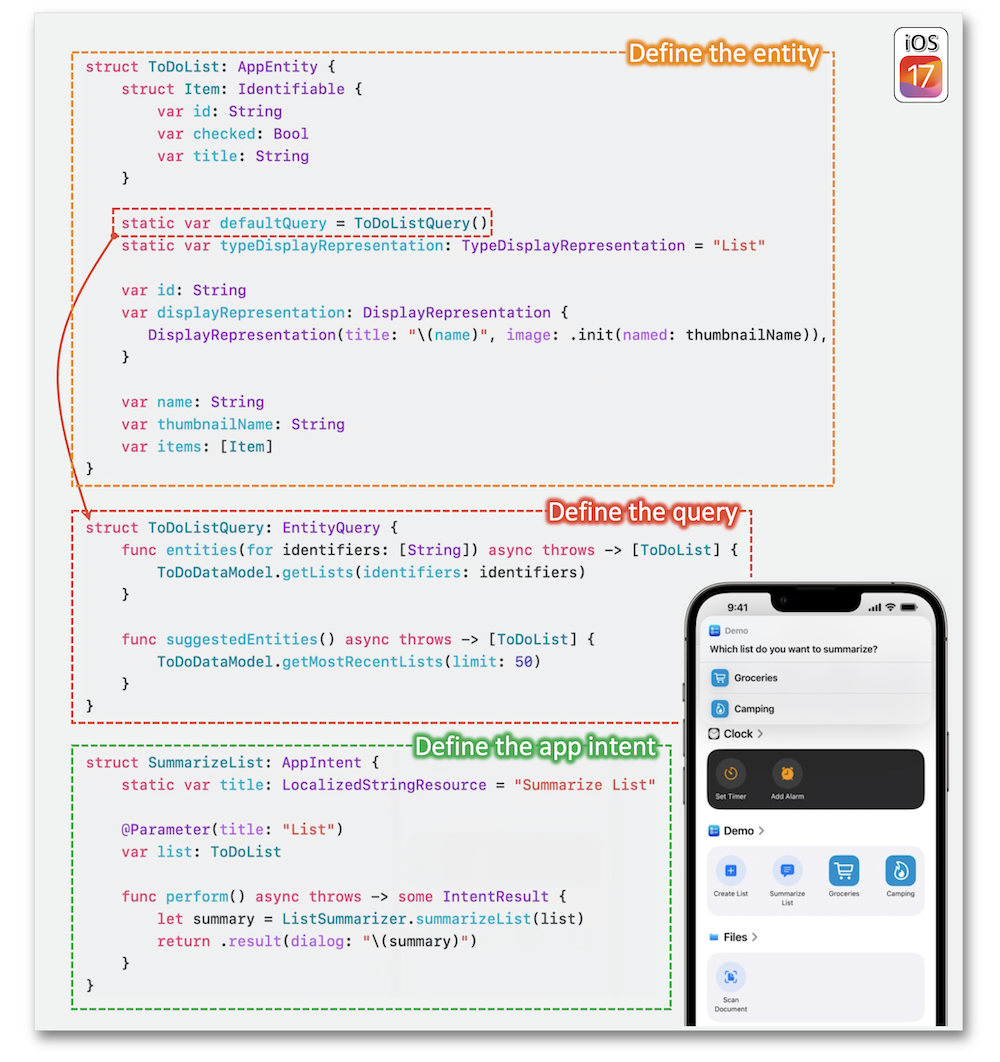 iOS
17
Define the entity
struct ToDoList: AppEntity {
struct Item: Identifiable {
var id: String
var checked: Bool
var title: String
}
static var defaultQuery = ToDoListQuery()
static var typeDisplayRepresentation: TypeDisplayRepresentation = "List"
var id: String
var displayRepresentation: DisplayRepresentation {
DisplayRepresentation(title: "\(name)", image: .init(named: thumbnailName)),
}
var name: String
var thumbnailName: String
var items: [Item]
}
Define the query
struct ToDoListQuery: EntityQuery {
func entities(for identifiers: [String]) async throws -> [ToDoList] {
ToDoDataModel.getLists(identifiers: identifiers)
}
func suggestedEntities() async throws -> [ToDoList] {
ToDoDataModel.getMostRecentLists(limit: 50)
}
}
Define the app intent
struct SummarizeList: AppIntent {
static var title: LocalizedStringResource = "Summarize List"
@Parameter(title: "List")
var list: ToDoList
func perform() async throws -> some IntentResult {
let summary = ListSummarizer.summarizeList(list)
return .result(dialog: "\(summary)")
}
}
9:41
Demo
Which list do you want to summarize?
Groceries
Camping
Clock >
Set Timer
Add Alarm
Demo >
Create List
Summarize
List
Groceries
Camping
Files >
Scan
Document